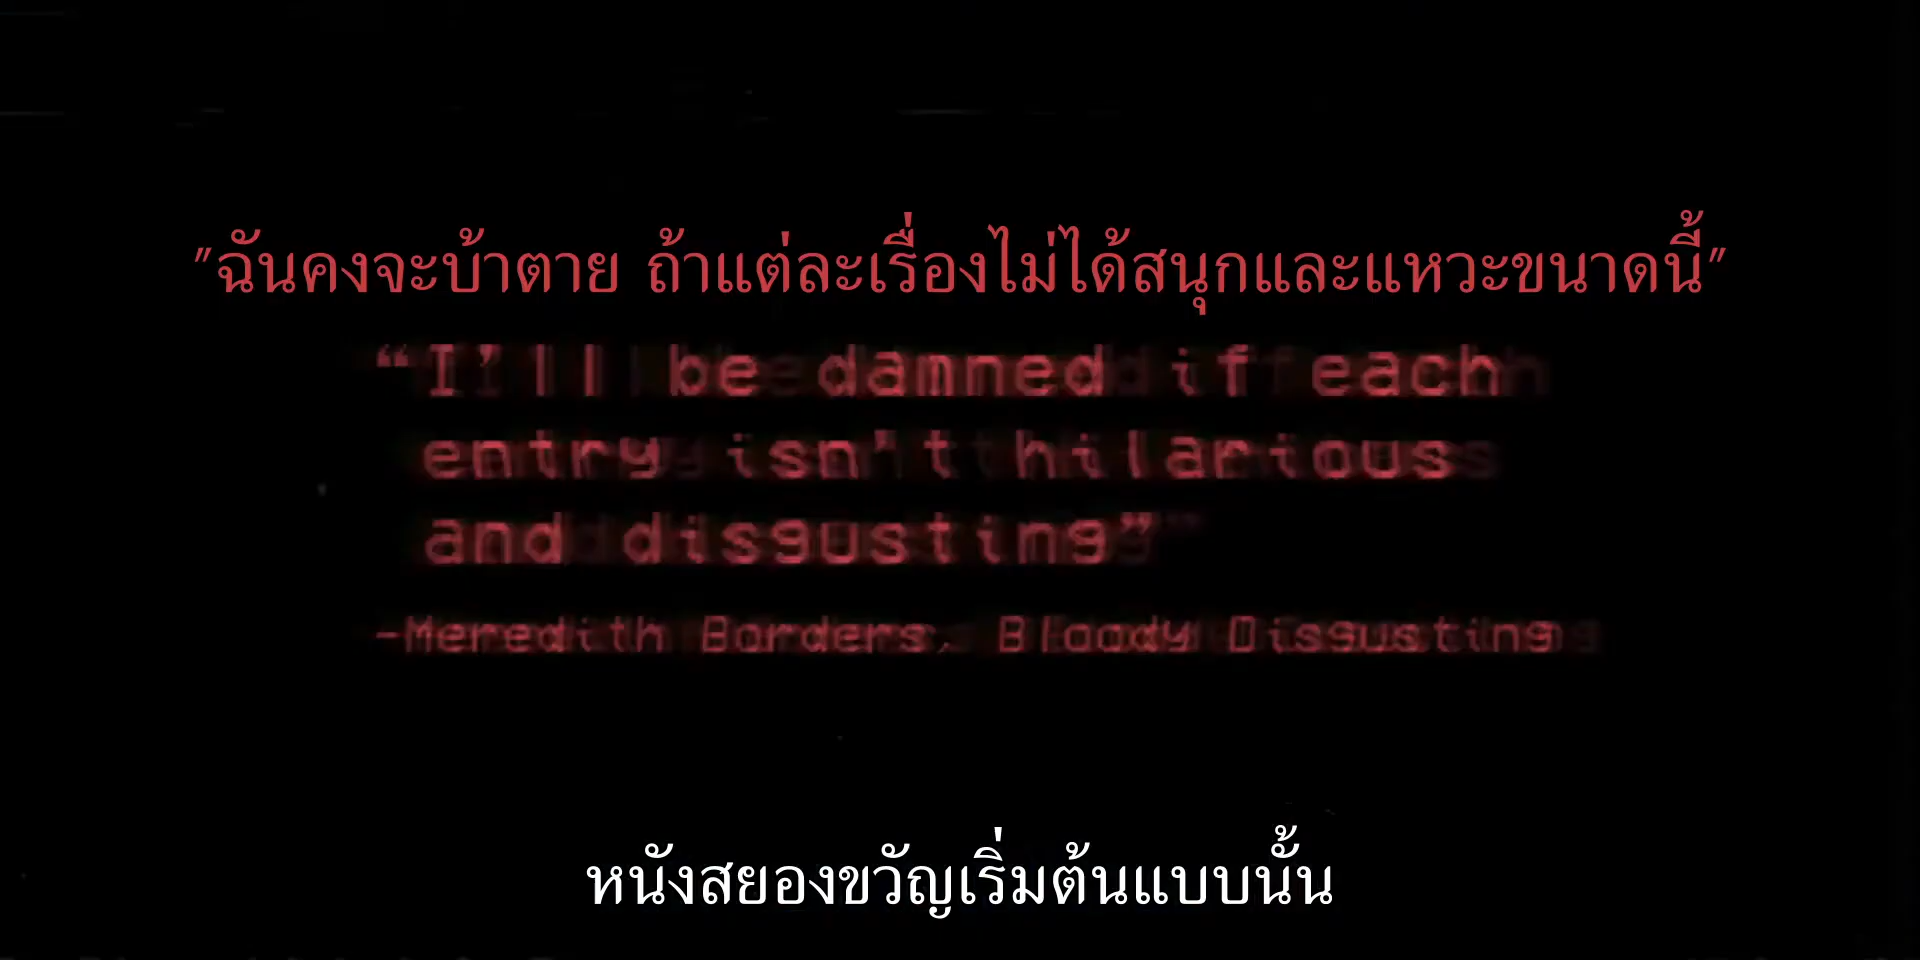 "ฉันคงจะบ้าตาย ถ้าแต่ละเรื่องไม่ได้สนุกและแหวะขนาดนี้"
“I’ll be damned if each
entry isn't hilarious
and disgusting”
-Meredith Borders, Bloody Disgusting
หนังสยองขวัญเริ่มต้นแบบนั้น